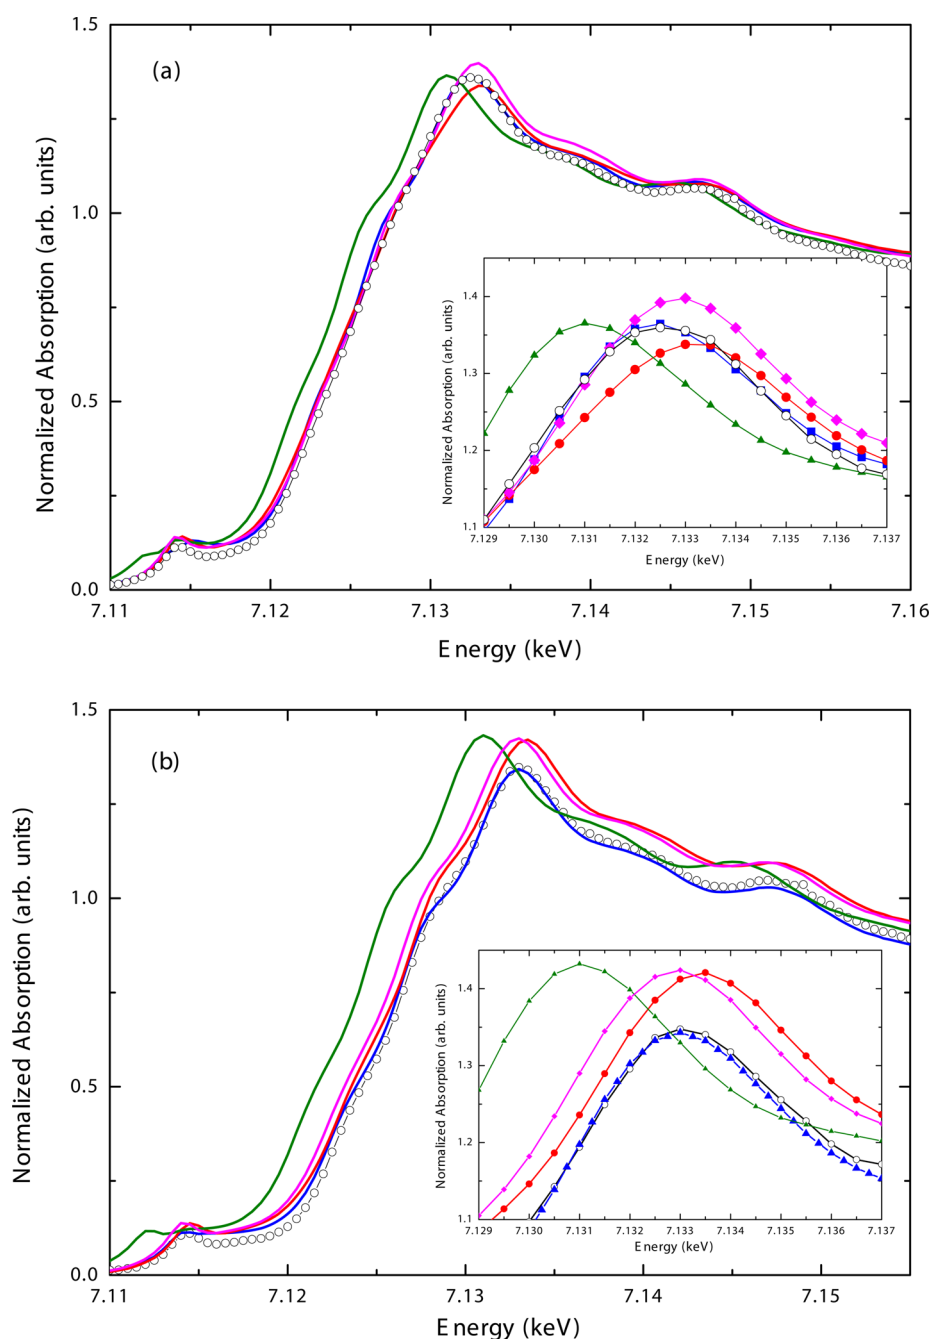 (a)
Normalized Absorption (arb. units)
1.5
1.0
0.5
0.0
7.11 7.12 7.13 7.14 7.15 7.16
Energy (keV)
Normalized Absorption (arb. units)
1.4
1.3
1.2
1.1
7.129 7.130 7.131 7.132 7.133 7.134 7.135 7.136 7.137
Energy (keV)
(b)
Normalized Absorption (arb. units)
1.5
1.0
0.5
0.0
7.11 7.12 7.13 7.14 7.15
Energy (keV)
Normalized Absorption (arb. units)
1.4
1.3
1.2
1.1
7.129 7.130 7.131 7.132 7.133 7.134 7.135 7.136 7.137
Energy (keV)